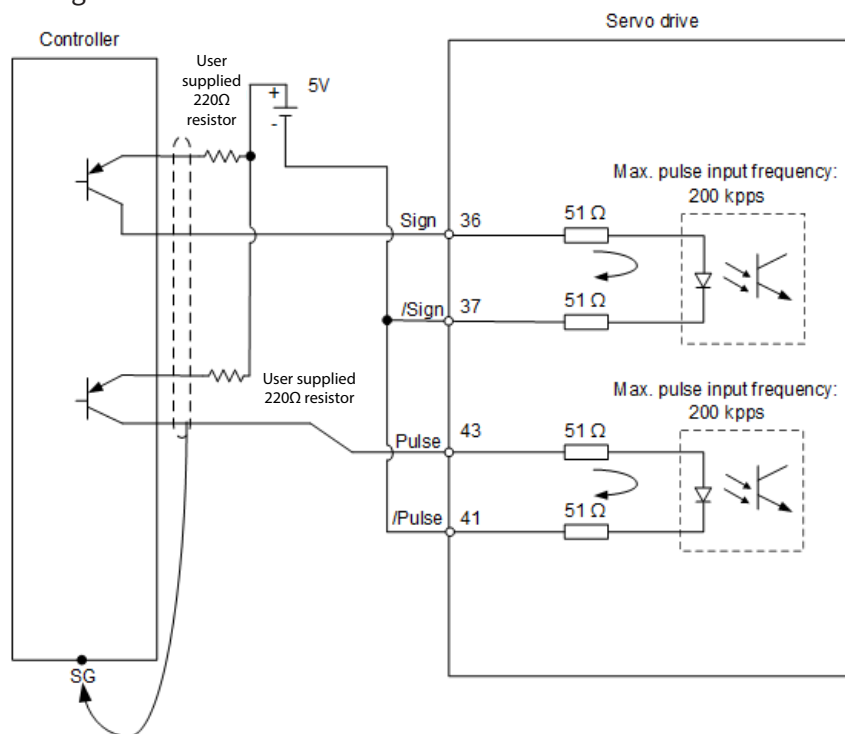 Servo drive
Controller
User
supplied
220Ω
resistor
+
5V
-
Max. pulse input frequency:
200 kpps
Sign
36
51 Ω
/Sign
37
51 Ω
User supplied
220Ω resistor
Max. pulse input frequency:
200 kpps
Pulse
43
51 Ω
/Pulse
41
51 Ω
SG